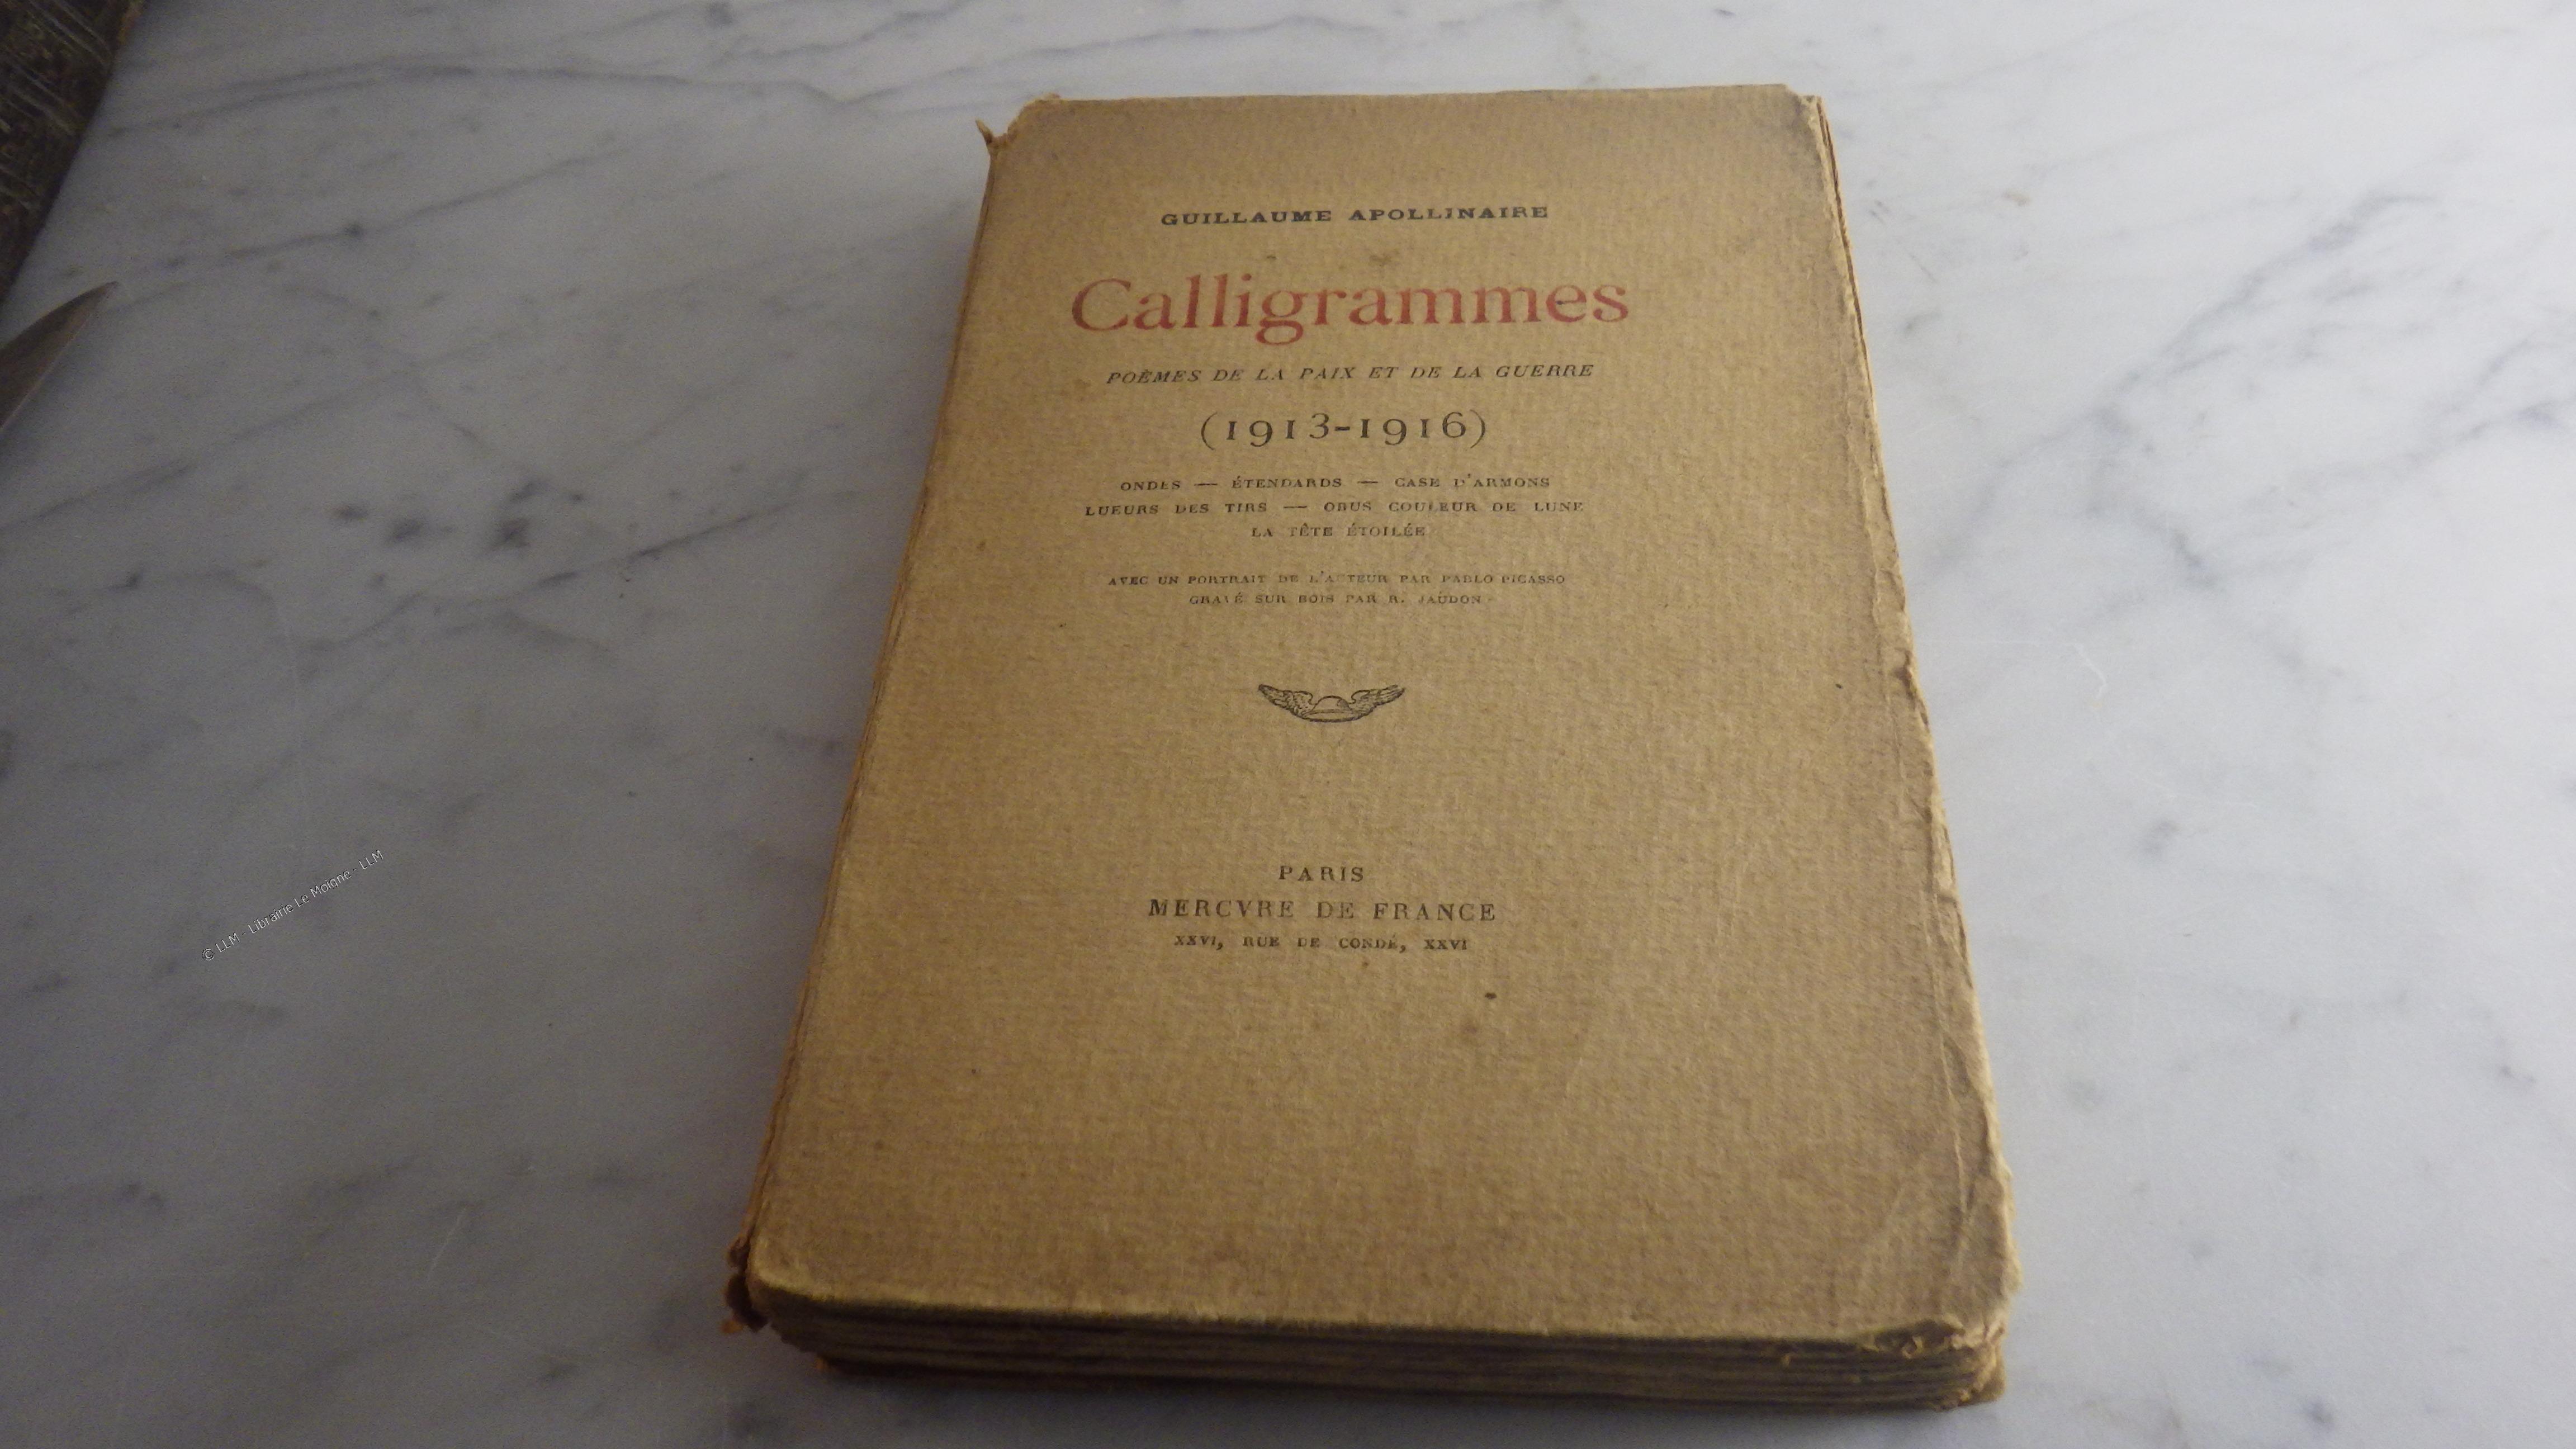 GUILLAUME APOLLINAIRE
Calligrammes
POÈMES DE LA PAIX ET DE LA GUERRE
(1913-1916)
ONDES — ÉTENDARDS — CASE D'ARMONS
LUEURS DES TIRS — OBUS COULEUR DE LUNE
LA TÊTE ÉTOILÉE
AVEC UN PORTRAIT DE L'AUTEUR PAR PABLO PICASSO
GRAVÉ SUR BOIS PAR R. JAUDON
PARIS
MERCVRE DE FRANCE
XXVI, RUE DE CONDÉ, XXVI
© LLM - Librairie Le Moigne - LLM